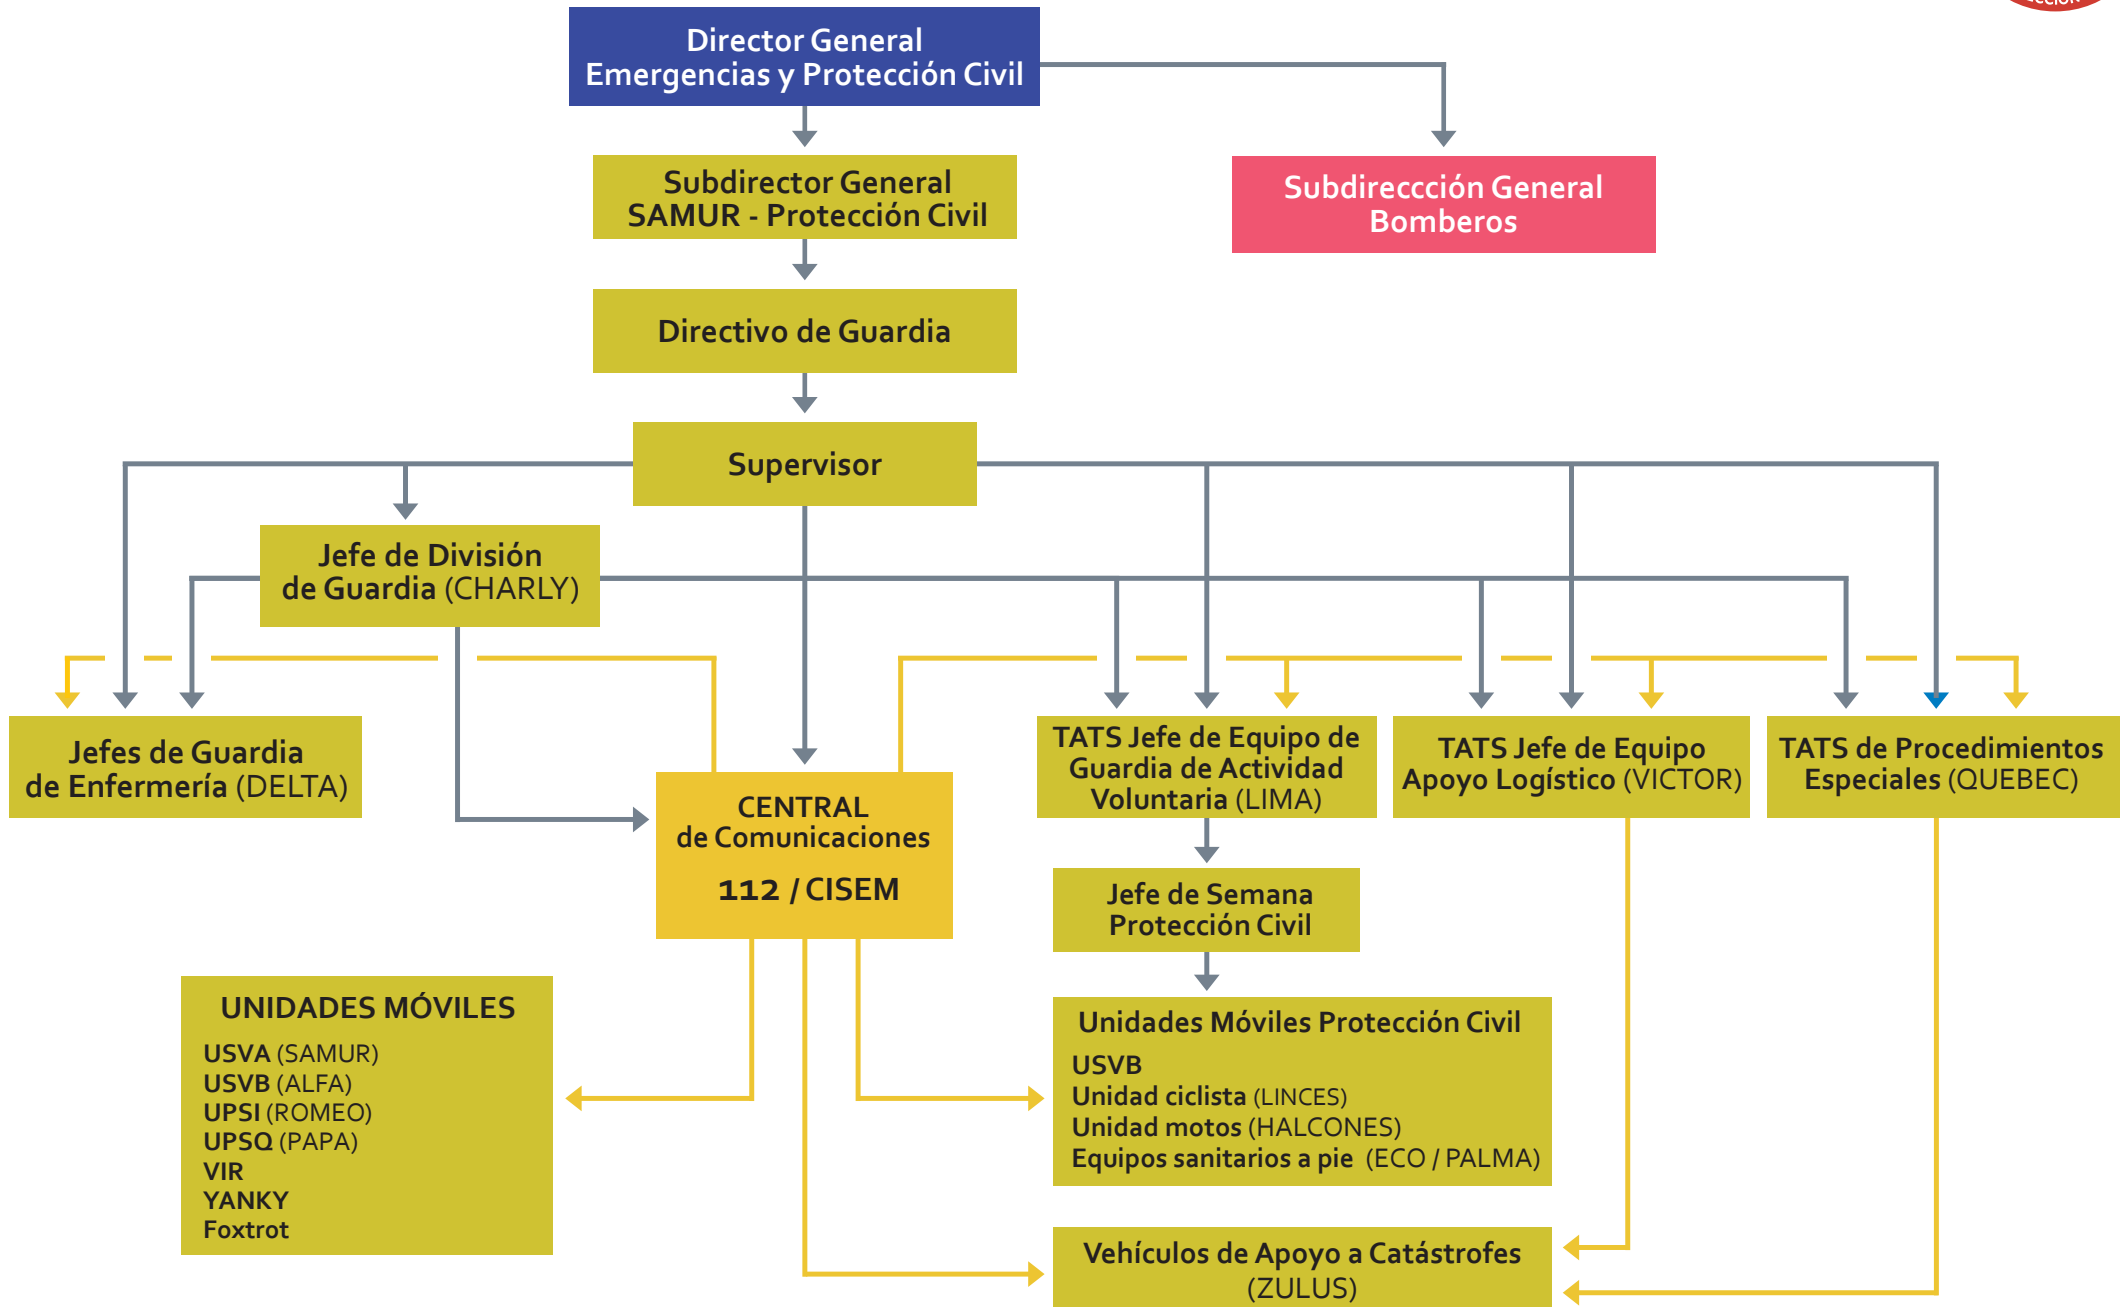 CCIÓN
Director General
Emergencias y Protección Civil
Subdirector General
SAMUR - Protección Civil
Subdireccción General
Bomberos
Directivo de Guardia
Supervisor
Jefe de División
de Guardia (CHARLY)
Jefes de Guardia
de Enfermería (DELTA)
CENTRAL
de Comunicaciones
112 / CISEM
TATS Jefe de Equipo de
Guardia de Actividad
Voluntaria (LIMA)
TATS Jefe de Equipo
Apoyo Logístico (VICTOR)
TATS de Procedimientos
Especiales (QUEBEC)
Jefe de Semana
Protección Civil
UNIDADES MÓVILES
USVA (SAMUR)
USVB (ALFA)
UPSI (ROMEO)
UPSQ (PAPA)
VIR
YANKY
Foxtrot
Unidades Móviles Protección Civil
USVB
Unidad ciclista (LINCES)
Unidad motos (HALCONES)
Equipos sanitarios a pie (ECO / PALMA)
Vehículos de Apoyo a Catástrofes
(ZULUS)